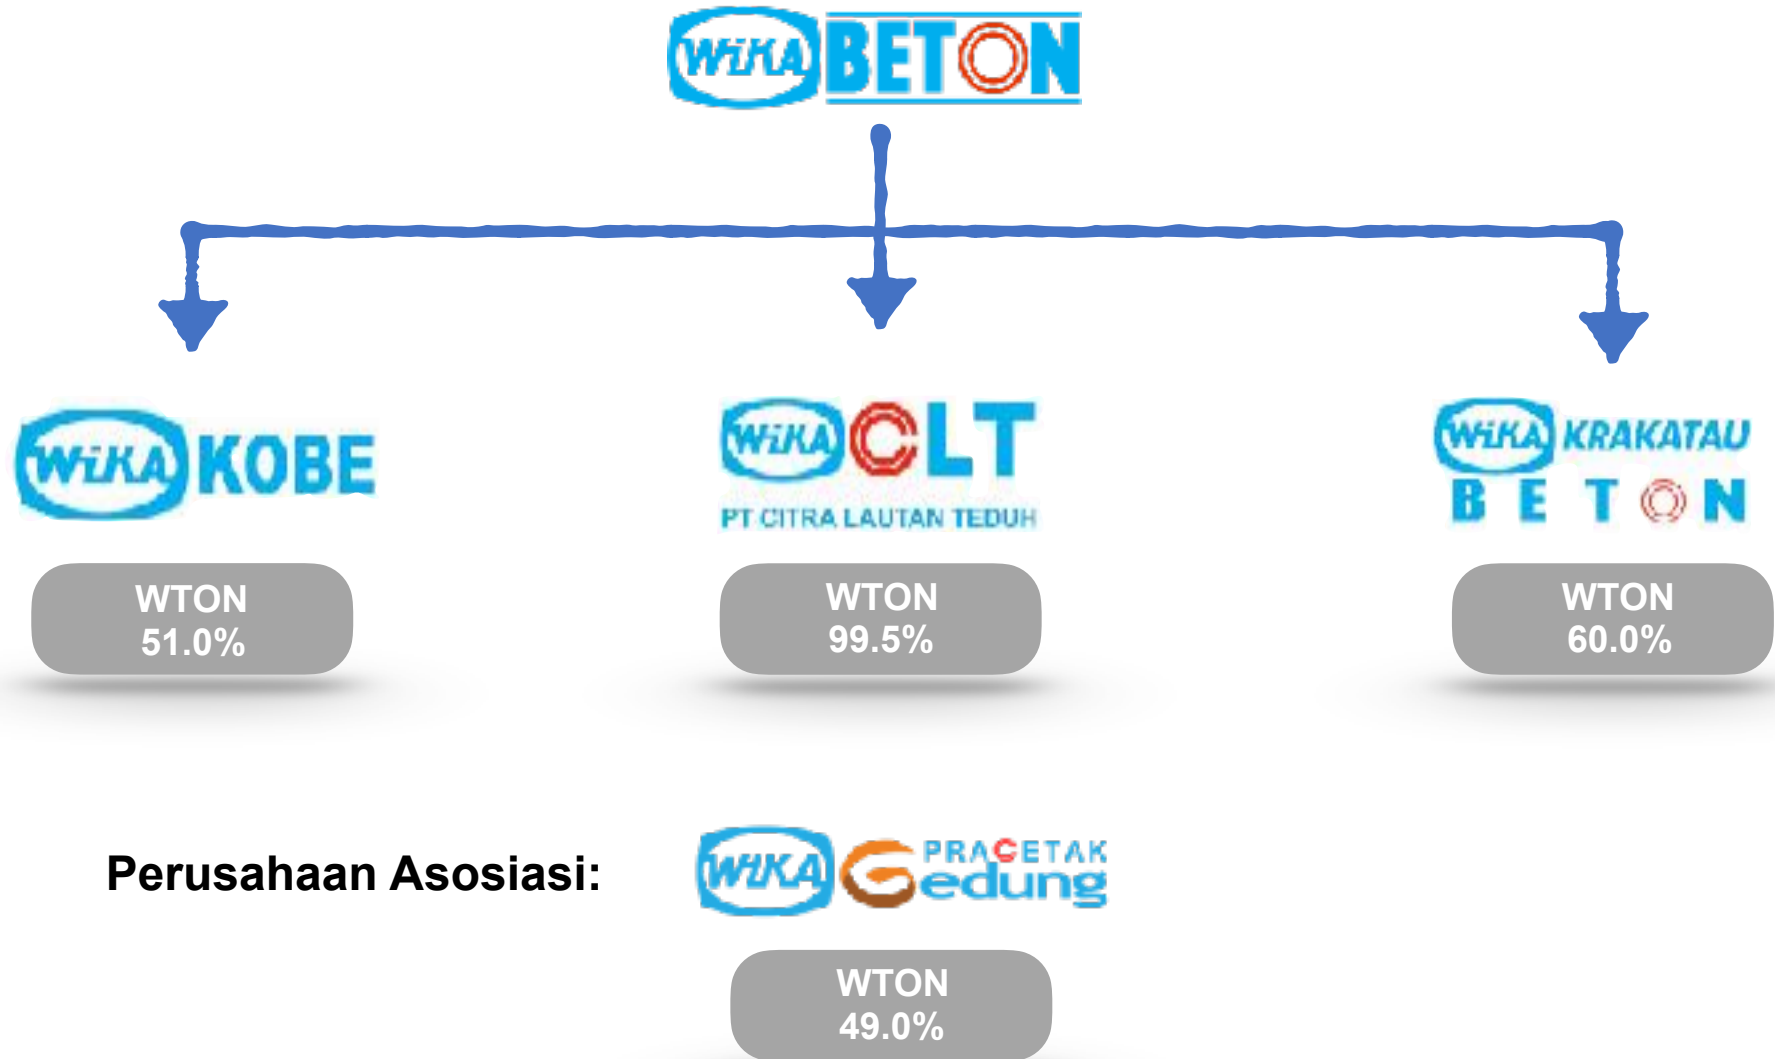 WiKA BETON
WiKA KOBE
WiKA CLT
PT CITRA LAUTAN TEDUH
WiKA KRAKATAU
BETON
WTON
51.0%
WTON
99.5%
WTON
60.0%
Perusahaan Asosiasi:
WiKA PRACETAK
Gedung
WTON
49.0%